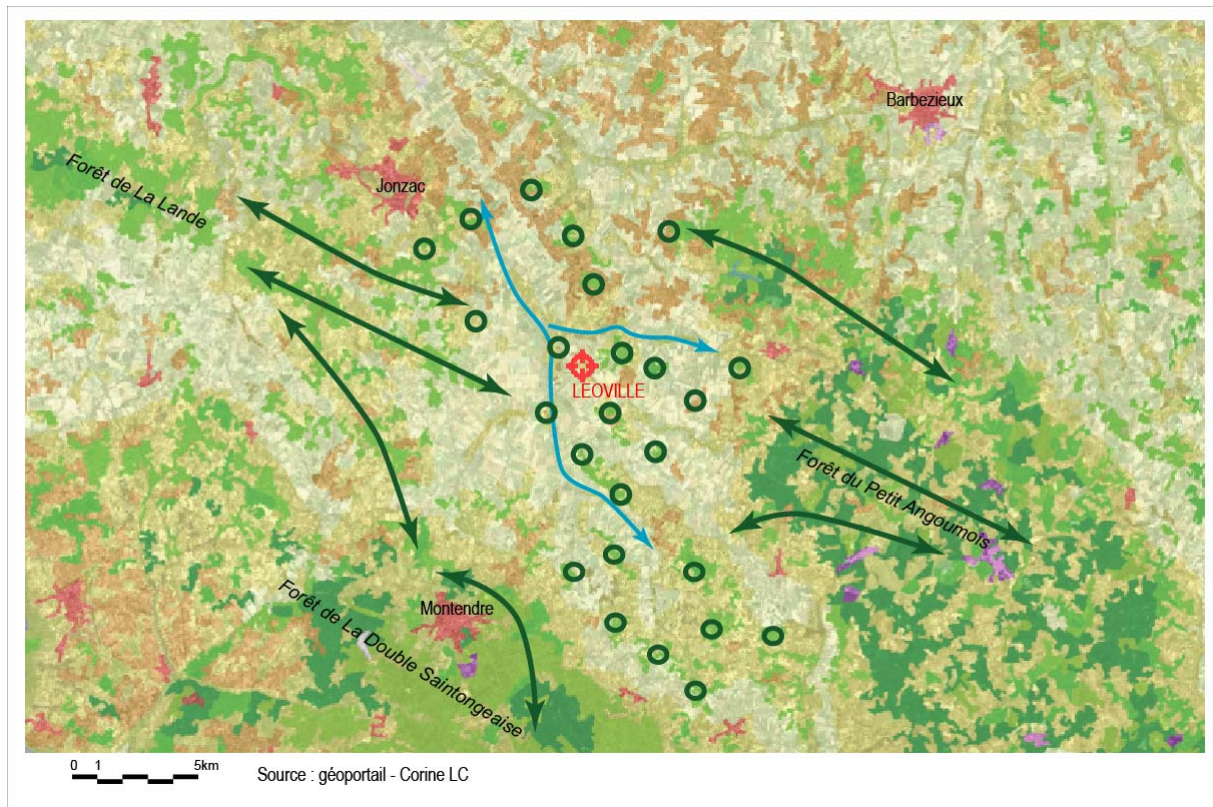 Barbezieux
Forêt de La Lande
Jonzac
LEOVILLE
Forêt du Petit Angoumois
Forêt de La Double Saintongeaise
Montendre
0 1 5km
Source : géoportail - Corine LC